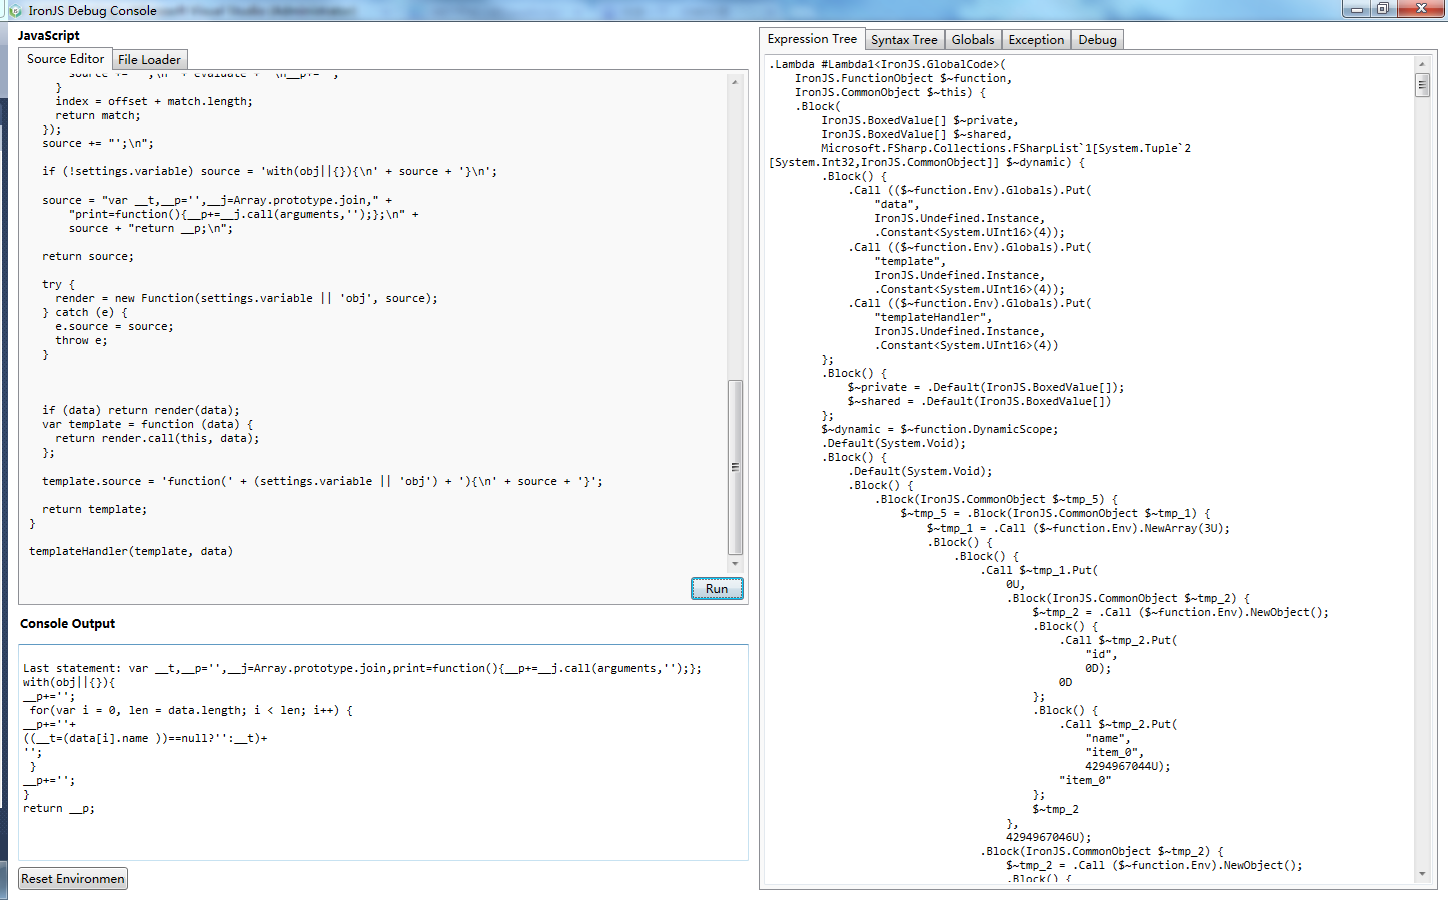 IronJS Debug Console
JavaScript
Source Editor
File Loader
}
index = offset + match.length;
return match;
});
source += "';\n";
if (!settings.variable) source = 'with(obj||{}){\n' + source + '}\n';
source = "var __t,__p='',__j=Array.prototype.join," +
"print=function(){__p+=__j.call(arguments,'');};\n" +
source + "return __p;\n";
return source;
try {
render = new Function(settings.variable || 'obj', source);
} catch (e) {
e.source = source;
throw e;
}
if (data) return render(data);
var template = function (data) {
return render.call(this, data);
};
template.source = 'function(' + (settings.variable || 'obj') + '){\n' + source + '}';
return template;
}
templateHandler(template, data)
Run
Console Output
Last statement: var __t,__p='',__j=Array.prototype.join,print=function(){__p+=__j.call(arguments,'');};
with(obj||{}){
__p+='';
for(var i = 0, len = data.length; i < len; i++) {
__p+=''+
((__t=(data[i].name ))==null?'':__t)+
'';
}
__p+='';
}
return __p;
Reset Environmen
Expression Tree
Syntax Tree
Globals
Exception
Debug
.Lambda #Lambda1<IronJS.GlobalCode>(
IronJS.FunctionObject $~function,
IronJS.CommonObject $~this) {
.Block(
IronJS.BoxedValue[] $~private,
IronJS.BoxedValue[] $~shared,
Microsoft.FSharp.Collections.FSharpList`1[System.Tuple`2
[System.Int32,IronJS.CommonObject]] $~dynamic) {
.Block() {
.Call (($~function.Env).Globals).Put(
"data",
IronJS.Undefined.Instance,
.Constant<System.UInt16>(4));
.Call (($~function.Env).Globals).Put(
"template",
IronJS.Undefined.Instance,
.Constant<System.UInt16>(4));
.Call (($~function.Env).Globals).Put(
"templateHandler",
IronJS.Undefined.Instance,
.Constant<System.UInt16>(4))
};
.Block() {
$~private = .Default(IronJS.BoxedValue[]);
$~shared = .Default(IronJS.BoxedValue[])
};
$~dynamic = $~function.DynamicScope;
.Default(System.Void);
.Block() {
.Default(System.Void);
.Block() {
.Block(IronJS.CommonObject $~tmp_5) {
$~tmp_5 = .Block(IronJS.CommonObject $~tmp_1) {
$~tmp_1 = .Call ($~function.Env).NewArray(3U);
.Block() {
.Block() {
.Call $~tmp_1.Put(
0U,
.Block(IronJS.CommonObject $~tmp_2) {
$~tmp_2 = .Call ($~function.Env).NewObject();
.Block() {
.Call $~tmp_2.Put(
"id",
0D);
0D
};
.Block() {
.Call $~tmp_2.Put(
"name",
"item_0",
4294967044U);
"item_0"
};
$~tmp_2
},
4294967046U);
.Block(IronJS.CommonObject $~tmp_2) {
$~tmp_2 = .Call ($~function.Env).NewObject();
.Block() {